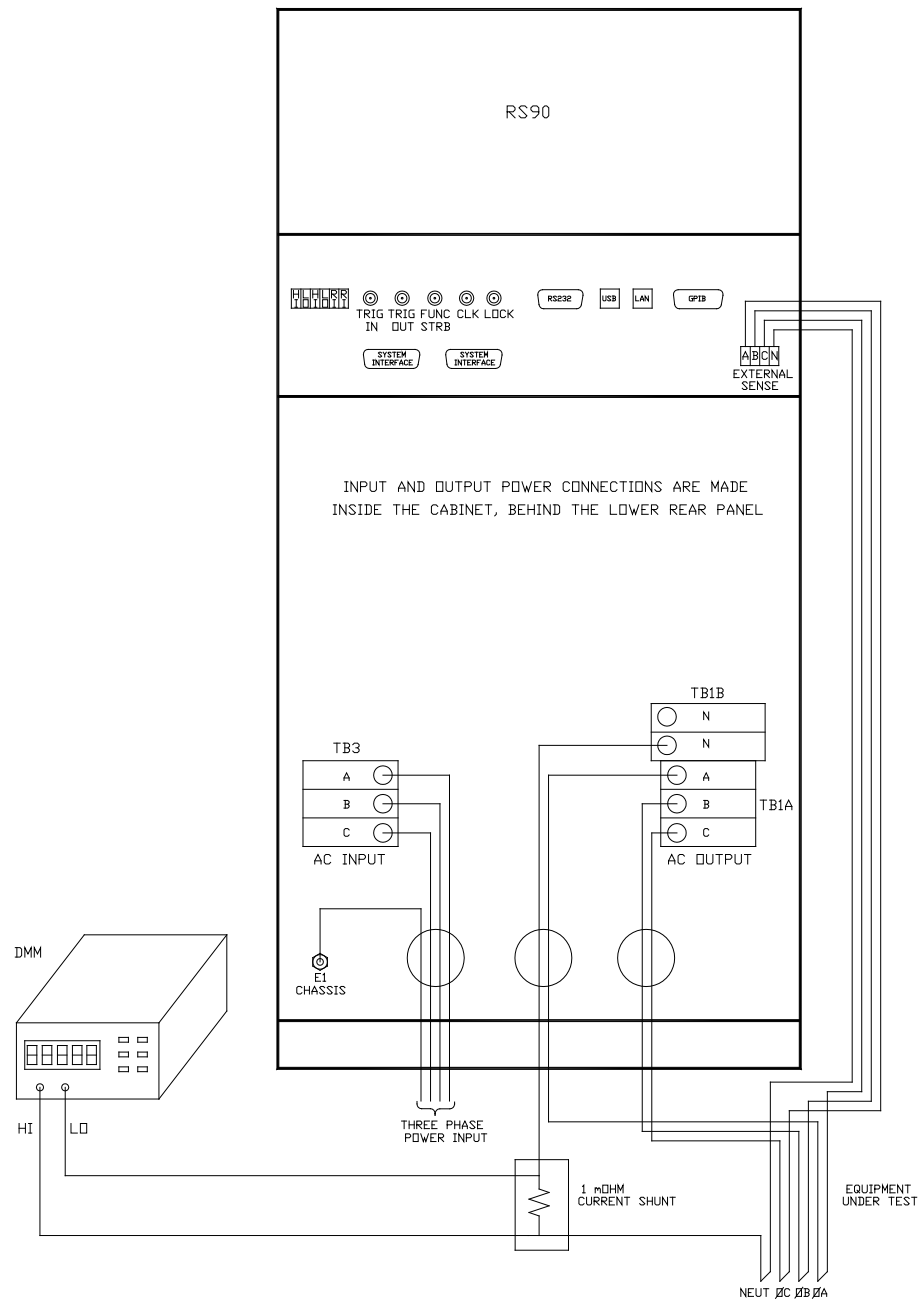 RS90
H L H L R R
I O I O I I
TRIG IN
TRIG OUT
FUNC STRB
CLK
LOCK
RS232
USB
LAN
GPIB
SYSTEM INTERFACE
SYSTEM INTERFACE
A B C N
EXTERNAL SENSE
INPUT AND OUTPUT POWER CONNECTIONS ARE MADE
INSIDE THE CABINET, BEHIND THE LOWER REAR PANEL
TB1B
N
N
TB3
A
B
C
AC INPUT
A
B
C
TB1A
AC OUTPUT
DMM
E1
CHASSIS
HI
LO
THREE PHASE
POWER INPUT
1 mOHM
CURRENT SHUNT
EQUIPMENT
UNDER TEST
NEUT ØC ØB ØA